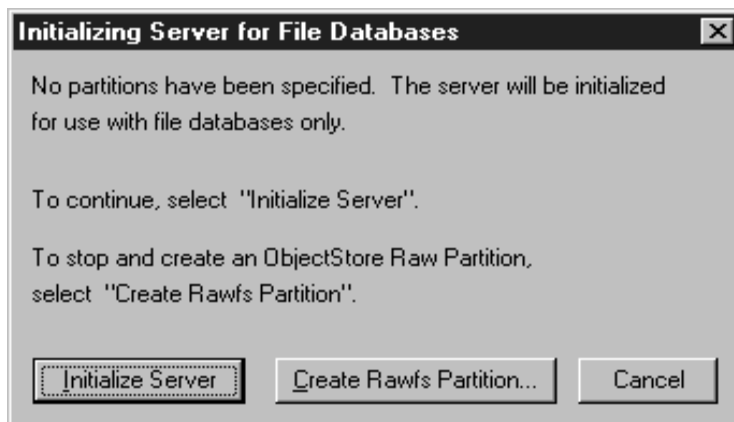 Initializing Server for File Databases
No partitions have been specified. The server will be initialized
for use with file databases only.
To continue, select "Initialize Server".
To stop and create an ObjectStore Raw Partition,
select "Create Rawfs Partition".
Initialize Server
Create Rawfs Partition...
Cancel